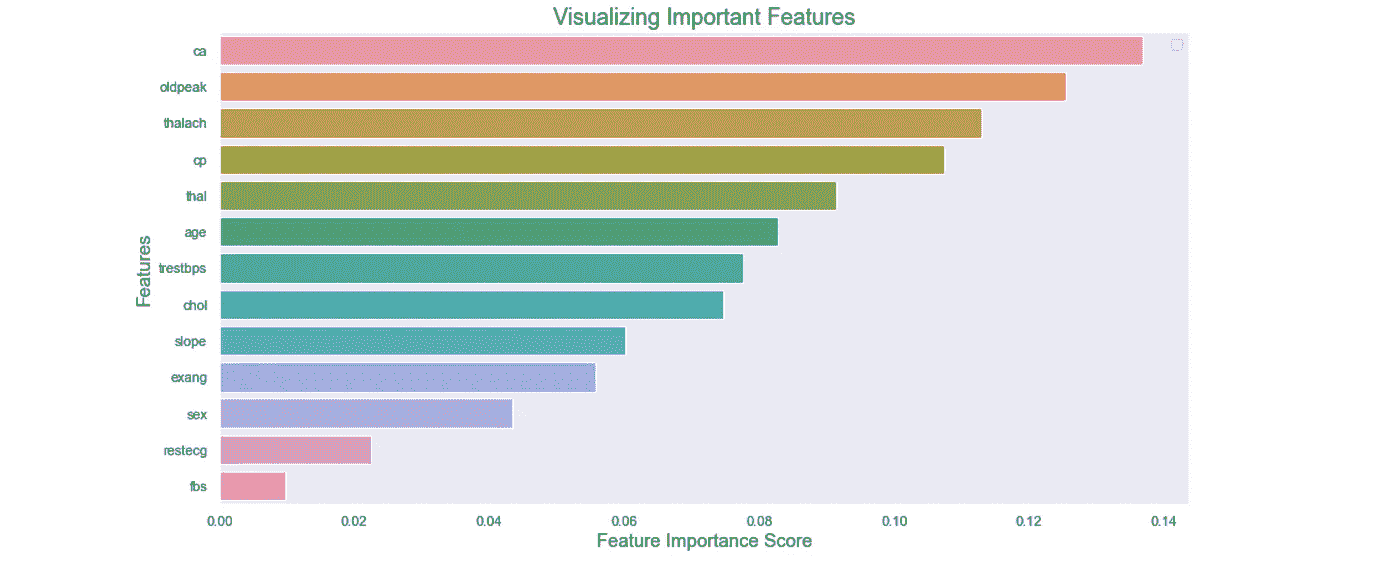 Visualizing Important Features
ca
oldpeak
thalach
cp
thal
age
trestbps
chol
slope
exang
sex
restecg
fbs
Features
0.00 0.02 0.04 0.06 0.08 0.10 0.12 0.14
Feature Importance Score